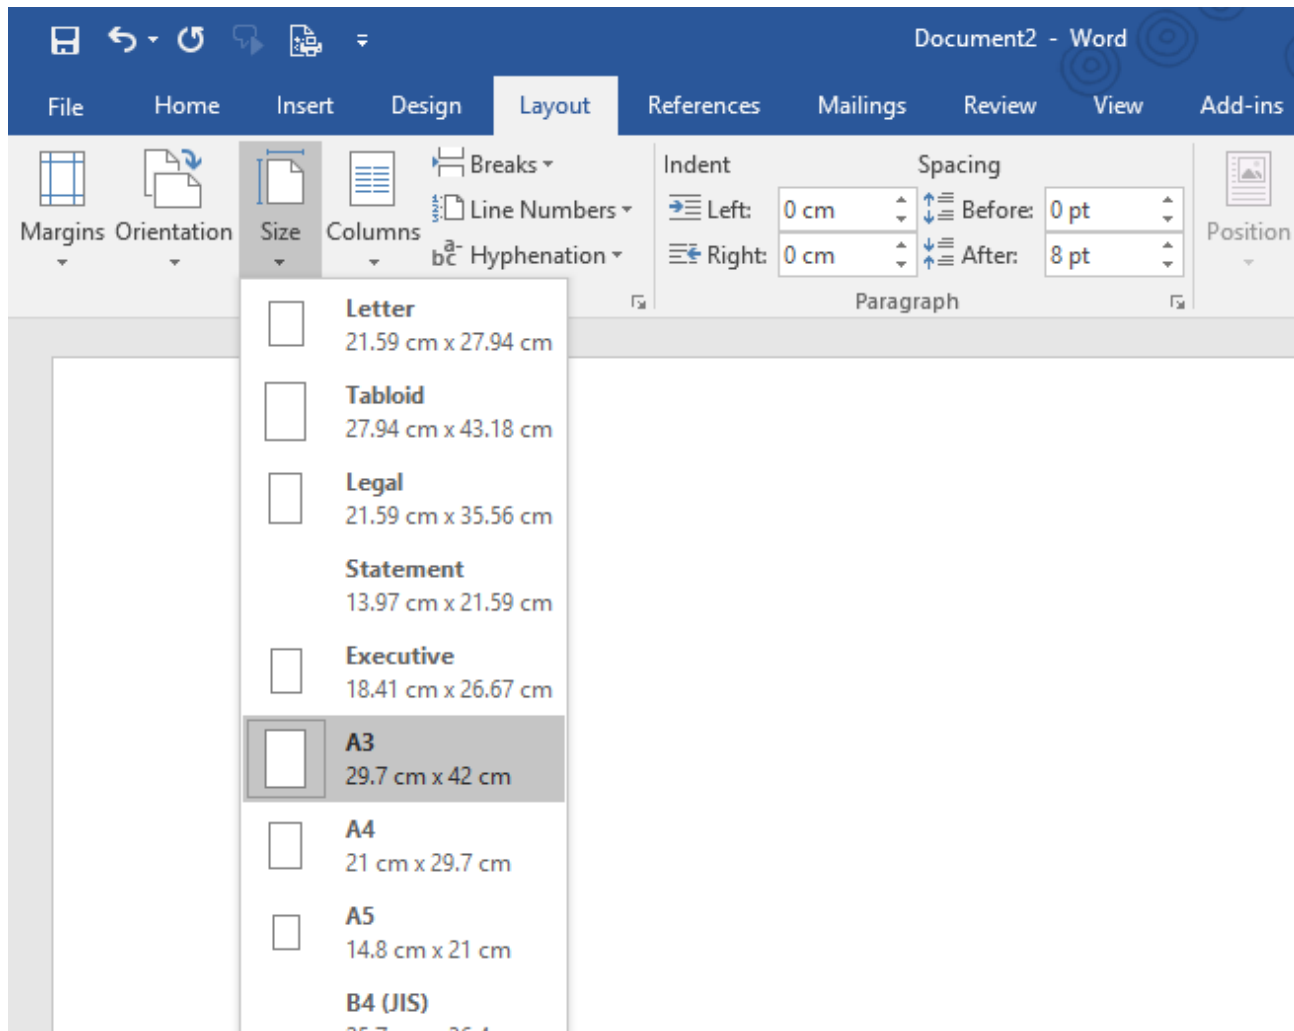 Document2 - Word
File Home Insert Design Layout References Mailings Review View Add-ins
Margins
Orientation
Size
Columns
Breaks
Line Numbers
Hyphenation
Indent
Left: 0 cm
Right: 0 cm
Spacing
Before: 0 pt
After: 8 pt
Paragraph
Position
Letter
21.59 cm x 27.94 cm
Tabloid
27.94 cm x 43.18 cm
Legal
21.59 cm x 35.56 cm
Statement
13.97 cm x 21.59 cm
Executive
18.41 cm x 26.67 cm
A3
29.7 cm x 42 cm
A4
21 cm x 29.7 cm
A5
14.8 cm x 21 cm
B4 (JIS)